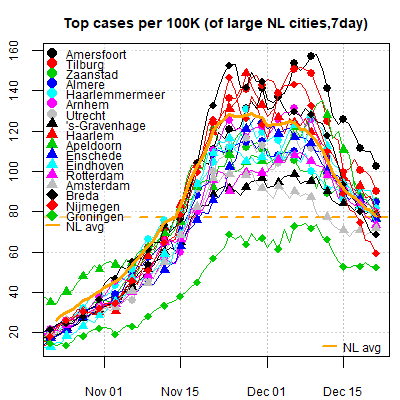 Top cases per 100K (of large NL cities,7day)
160
140
120
100
80
60
40
20
Amersfoort
Tilburg
Zaanstad
Almere
Haarlemmermeer
Arnhem
Utrecht
's-Gravenhage
Haarlem
Apeldoorn
Enschede
Eindhoven
Rotterdam
Amsterdam
Breda
Nijmegen
Groningen
NL avg
NL avg
Nov 01
Nov 15
Dec 01
Dec 15